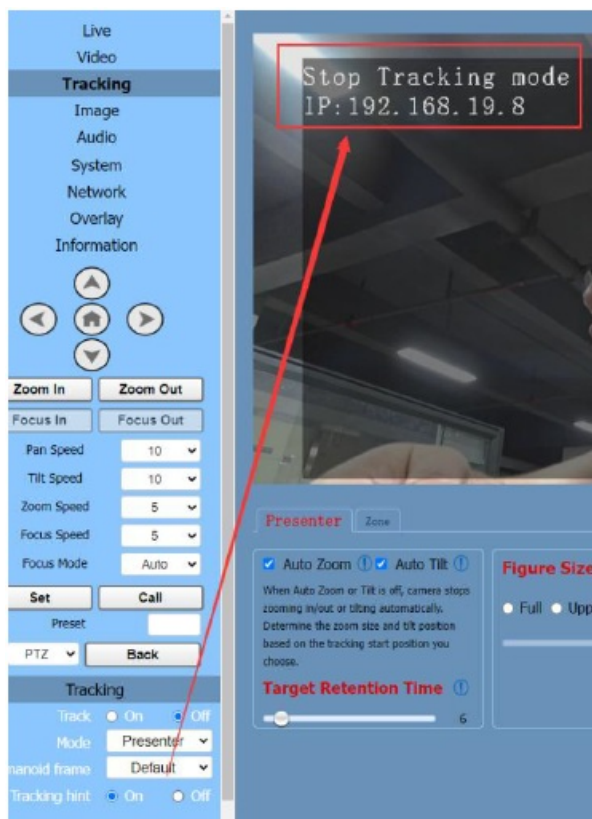 Live
Video
Tracking
Image
Audio
System
Network
Overlay
Information
Zoom In Zoom Out
Focus In Focus Out
Pan Speed 10
Tilt Speed 10
Zoom Speed 5
Focus Speed 5
Focus Mode Auto
Set Call
Preset
PTZ Back
Tracking
Track On Off
Mode Presenter
manoid frame Default
Tracking hint On Off
Stop Tracking mode
IP:192.168.19.8
Presenter Zone
Auto Zoom ! Auto Tilt !
When Auto Zoom or Tilt is off, camera stops
zooming in/out or tilting automatically.
Determine the zoom size and tilt position
based on the tracking start position you
choose.
Target Retention Time !
6
Figure Size
Full Upp